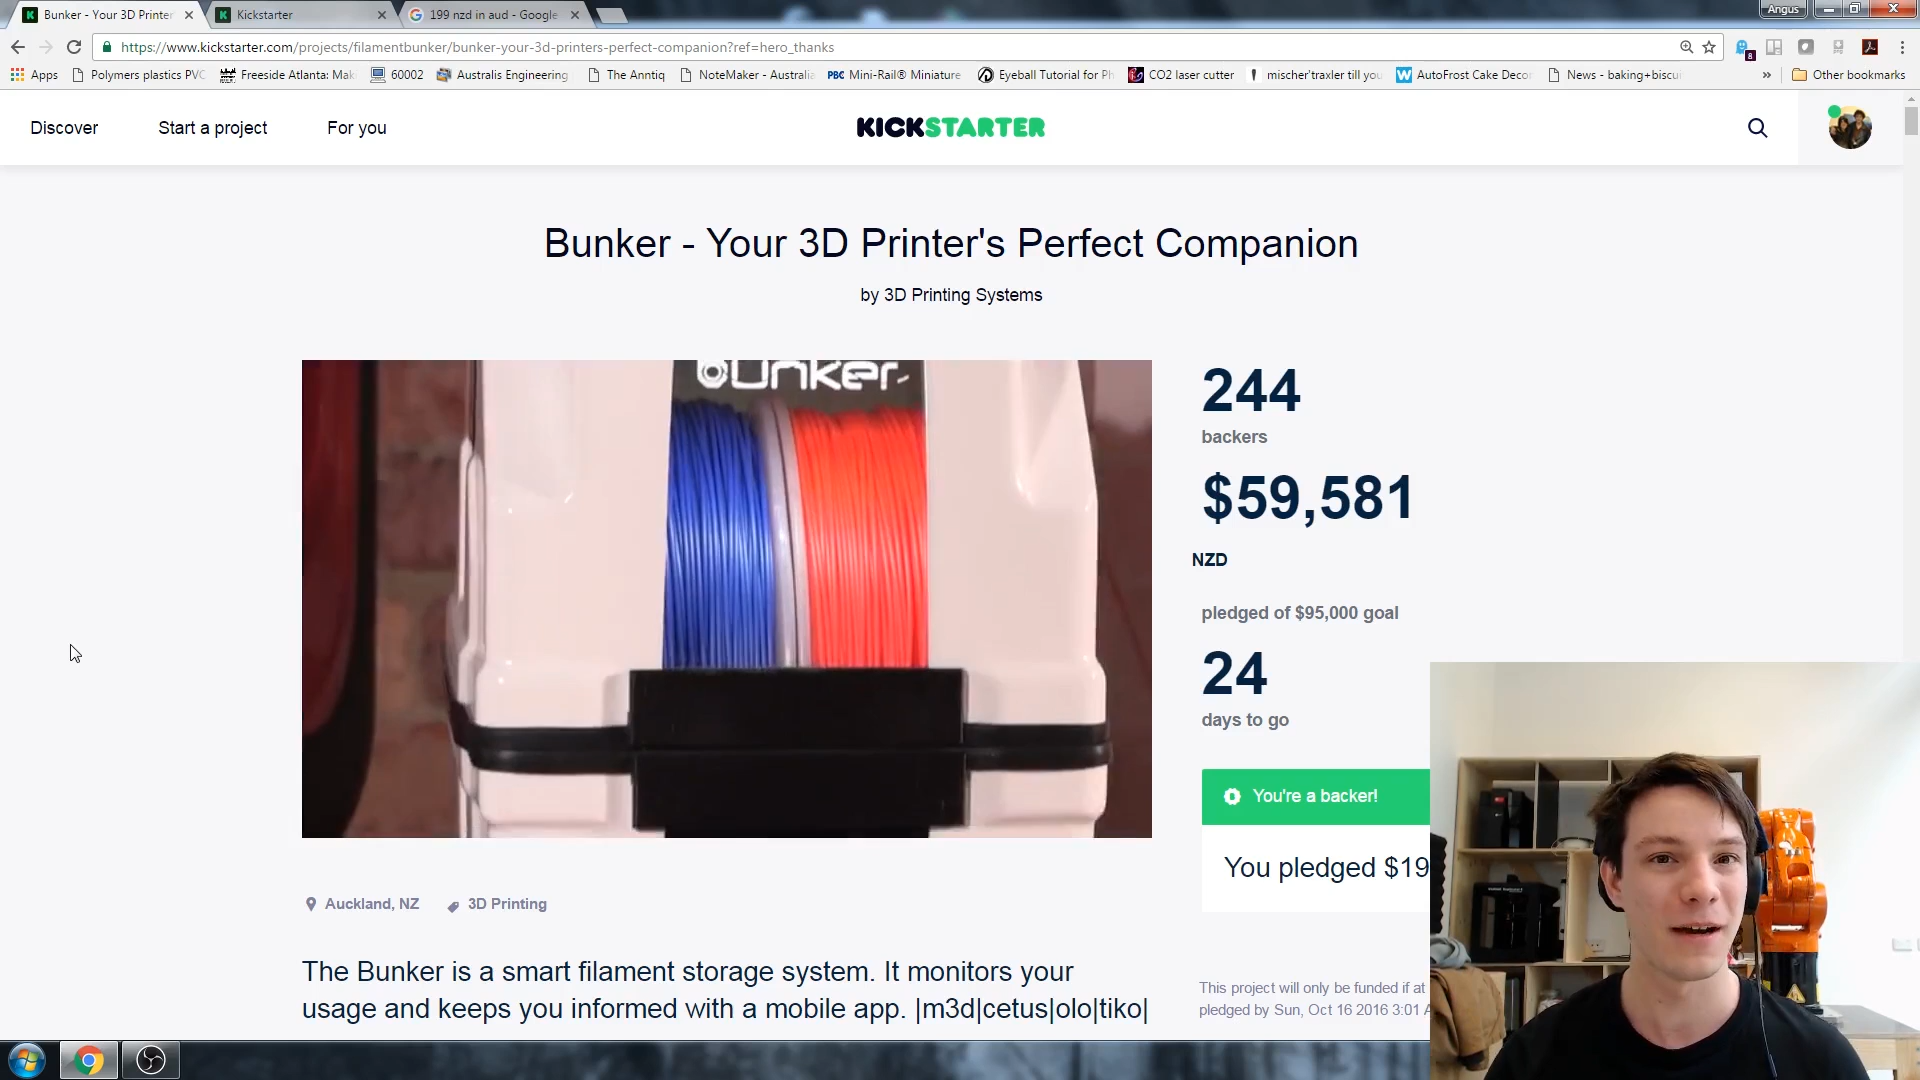 Bunker - Your 3D Printer
Kickstarter
199 nzd in aud - Google
Angus
https://www.kickstarter.com/projects/filamentbunker/bunker-your-3d-printers-perfect-companion?ref=hero_thanks
8
Apps
Polymers plastics PVC
Freeside Atlanta: Mak
60002
Australis Engineering
The Anntiq
NoteMaker - Australia
PBC Mini-Rail® Miniature
Eyeball Tutorial for Ph
CO2 laser cutter
mischer'traxler till you
AutoFrost Cake Decor
News - baking+biscui
»
Other bookmarks
Discover
Start a project
For you
KICKSTARTER
Bunker - Your 3D Printer's Perfect Companion
by 3D Printing Systems
bunker
244
backers
$59,581
NZD
pledged of $95,000 goal
24
days to go
You're a backer!
You pledged $19
Auckland, NZ
3D Printing
The Bunker is a smart filament storage system. It monitors your
usage and keeps you informed with a mobile app. |m3d|cetus|olo|tiko|
This project will only be funded if at
pledged by Sun, Oct 16 2016 3:01 A